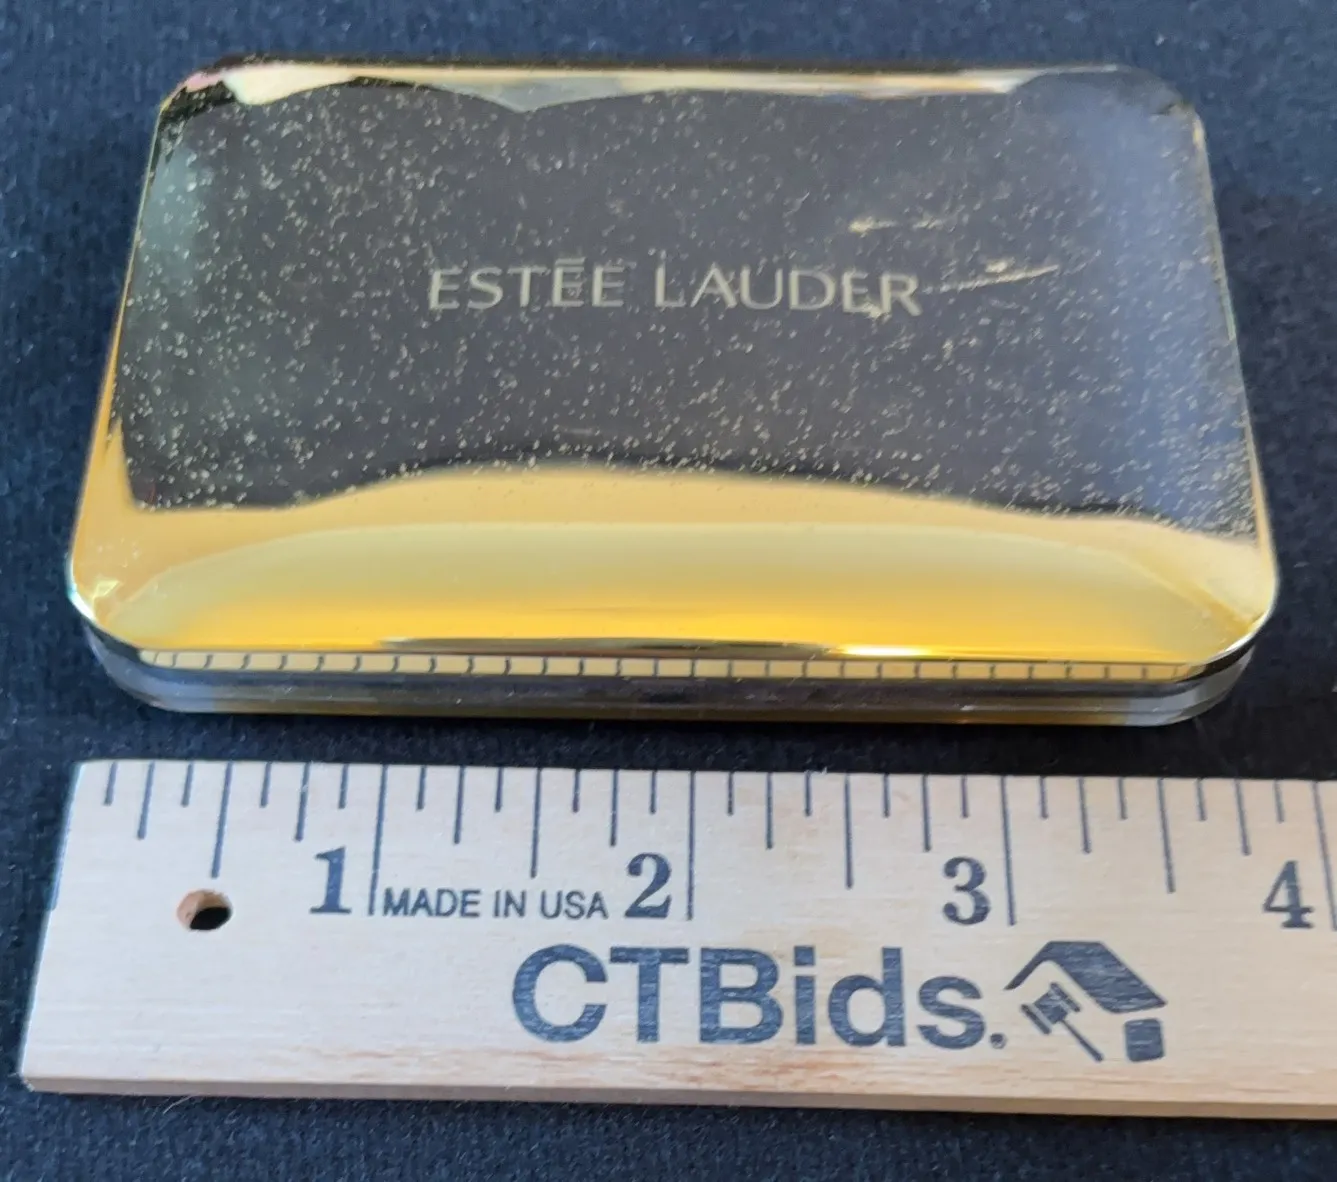 ESTĒE LAUDER
1 2 3 4
MADE IN USA
CTBids.